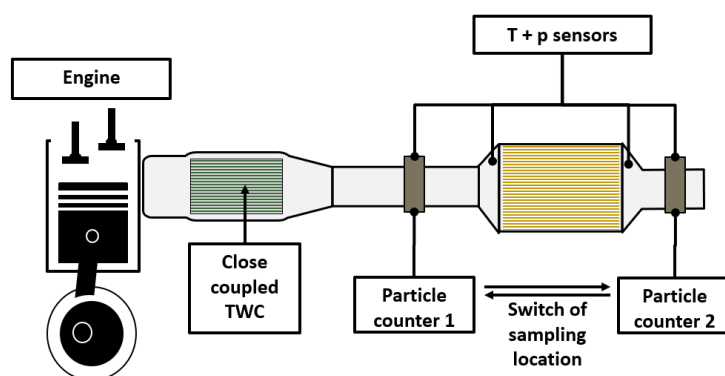 T + p sensors
Engine
Close
coupled
TWC
Particle
counter 1
Switch of
sampling
location
Particle
counter 2